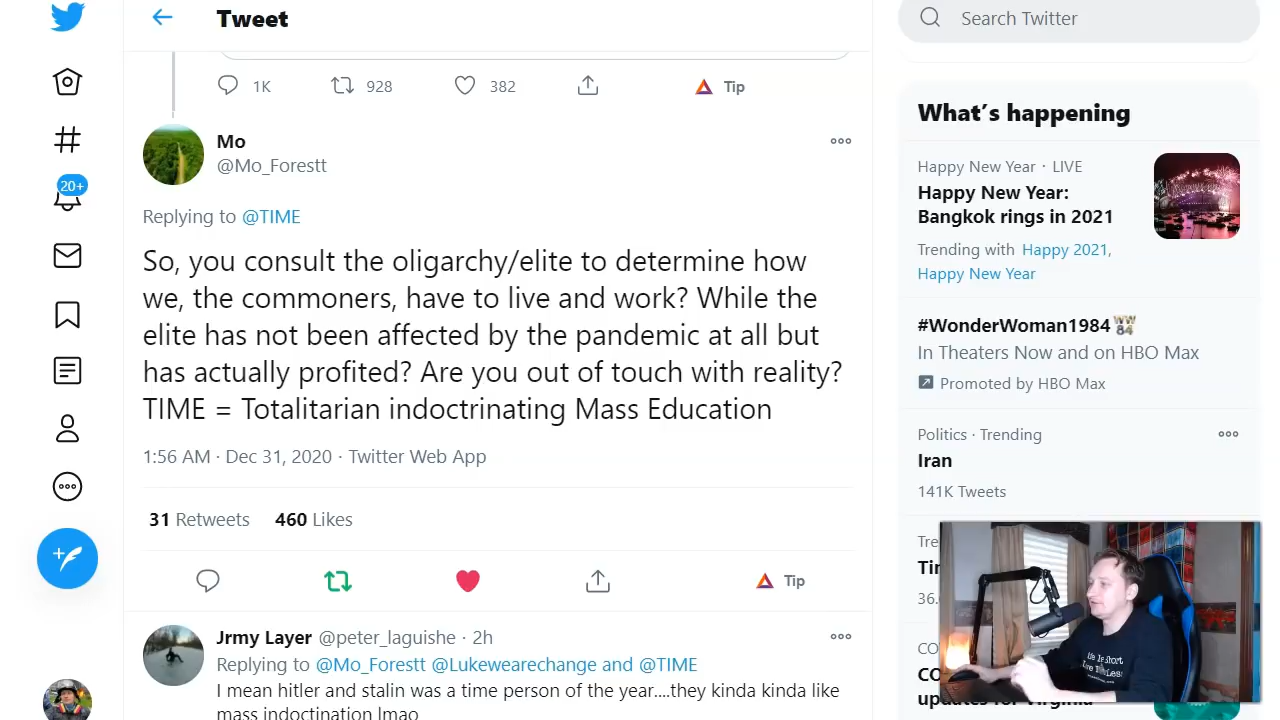 Tweet
Search Twitter
1K
928
382
Tip
Mo
@Mo_Forestt
Replying to @TIME
So, you consult the oligarchy/elite to determine how
we, the commoners, have to live and work? While the
elite has not been affected by the pandemic at all but
has actually profited? Are you out of touch with reality?
TIME = Totalitarian indoctrinating Mass Education
1:56 AM · Dec 31, 2020 · Twitter Web App
31 Retweets 460 Likes
Tip
Jrmy Layer @peter_laguishe · 2h
Replying to @Mo_Forestt @Lukewearechange and @TIME
I mean hitler and stalin was a time person of the year....they kinda kinda like
mass indoctination lmao
20+
What's happening
Happy New Year · LIVE
Happy New Year:
Bangkok rings in 2021
Trending with Happy 2021,
Happy New Year
#WonderWoman1984
In Theaters Now and on HBO Max
Promoted by HBO Max
Politics · Trending
Iran
141K Tweets
Tre
Tir
36.
CO
CO
updates for Virginia